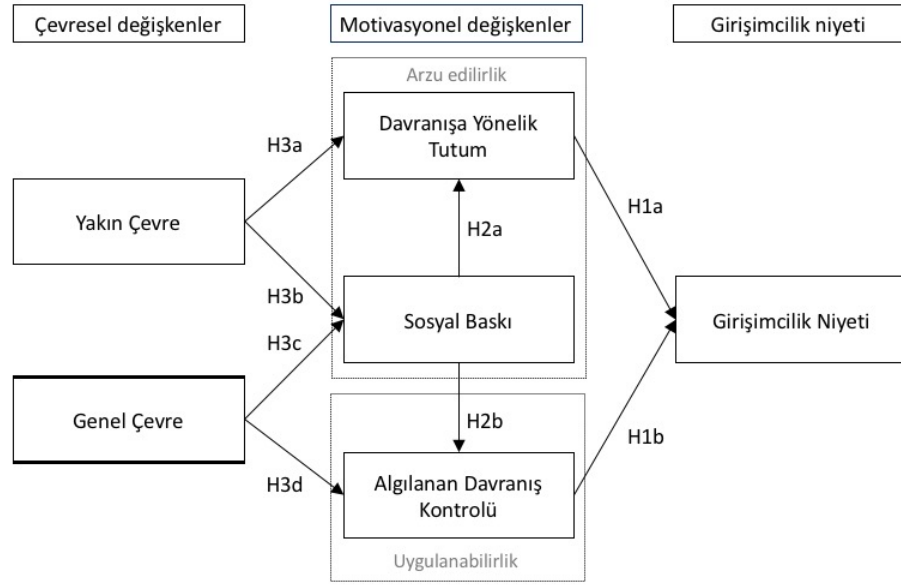 Çevresel değişkenler
Motivasyonel değişkenler
Girişimcilik niyeti
Arzu edilirlik
Davranışa Yönelik
Tutum
H3a
H1a
Yakın Çevre
H2a
H3b
Sosyal Baskı
Girişimcilik Niyeti
H3c
Genel Çevre
H2b
H1b
H3d
Algılanan Davranış
Kontrolü
Uygulanabilirlik